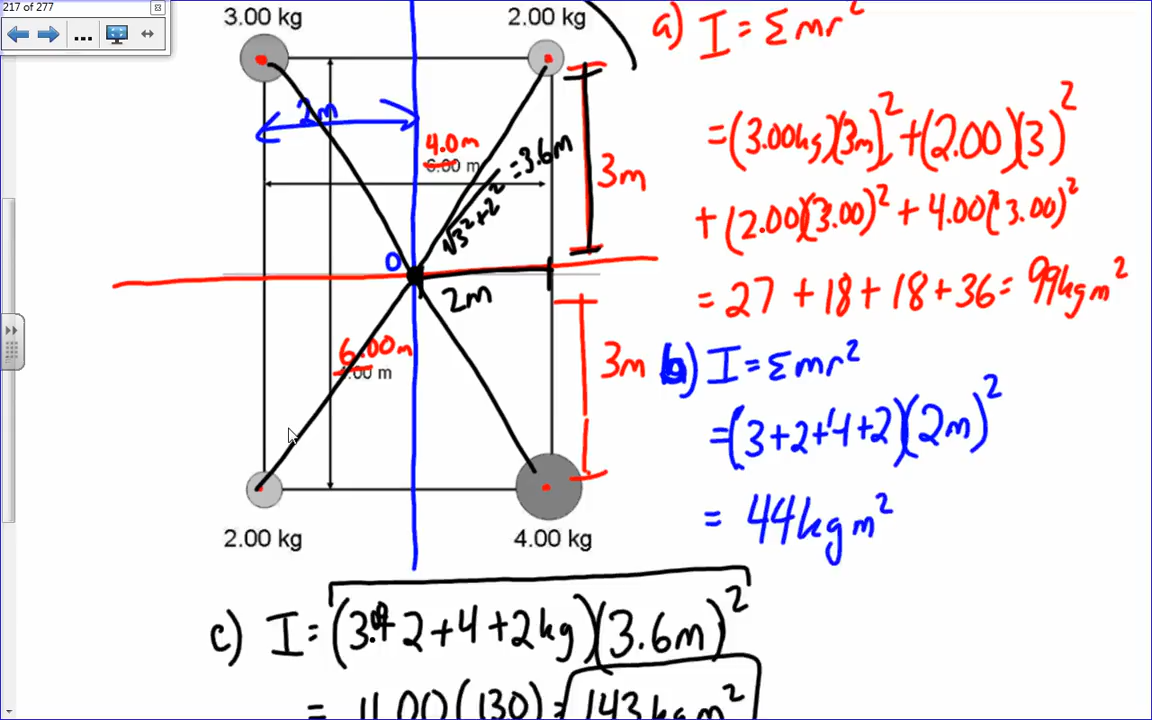 217 of 277
3.00 kg
2.00 kg
a) I = Σmr²
2m
= (3.00kg)(3m)² + (2.00)(3)²
4.0m
6.00 m
√3²+2² = 3.6m
3m
+ (2.00)(3.00)² + 4.00(3.00)²
O
2m
= 27 + 18 + 18 + 36 = 99kgm²
6.00m
4.00 m
3m
b) I = Σmr²
= (3+2+4+2)(2m)²
= 44kgm²
2.00 kg
4.00 kg
c) I = (3.0+2+4+2kg)(3.6m)²
= 11.00(130) = 143kgm²